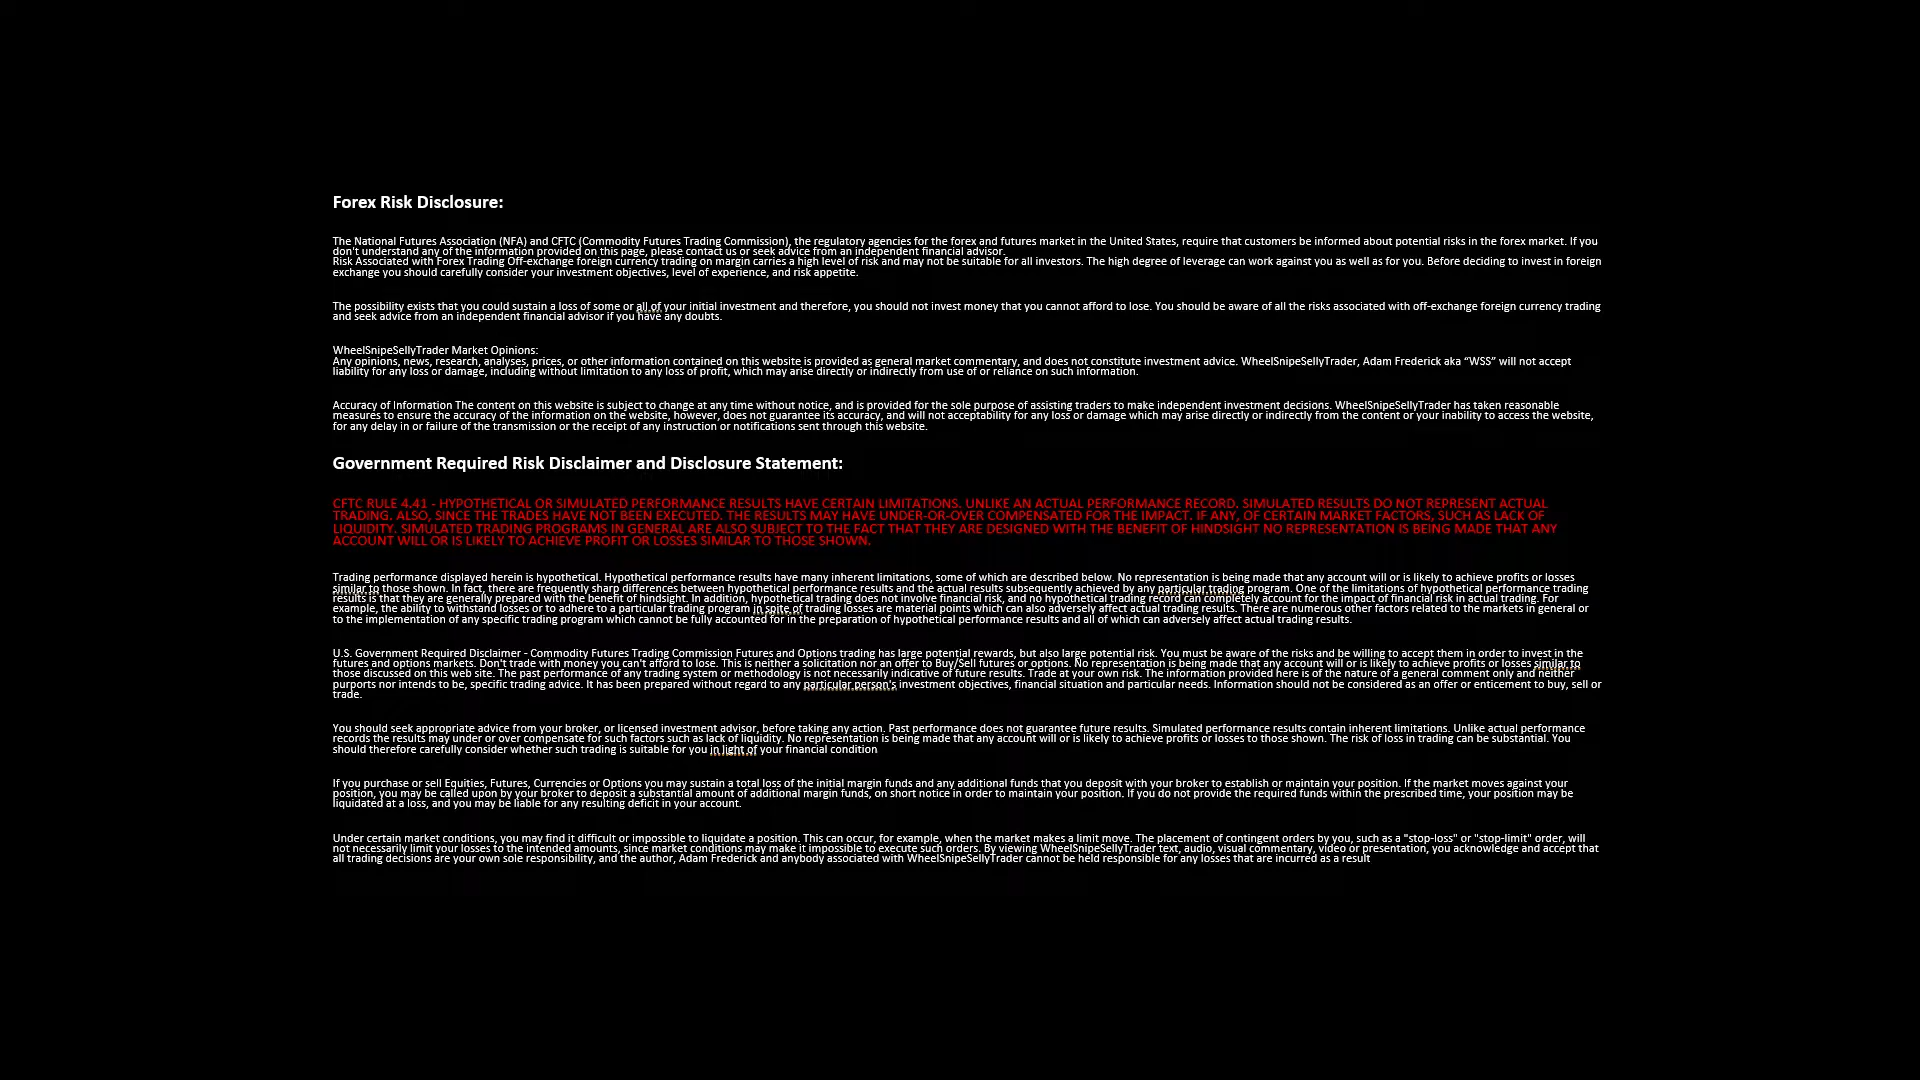 Forex Risk Disclosure:
The National Futures Association (NFA) and CFTC (Commodity Futures Trading Commission), the regulatory agencies for the forex and futures market in the United States, require that customers be informed about potential risks in the forex market. If you
don't understand any of the information provided on this page, please contact us or seek advice from an independent financial advisor.
Risk Associated with Forex Trading Off-exchange foreign currency trading on margin carries a high level of risk and may not be suitable for all investors. The high degree of leverage can work against you as well as for you. Before deciding to invest in foreign
exchange you should carefully consider your investment objectives, level of experience, and risk appetite.
The possibility exists that you could sustain a loss of some or all of your initial investment and therefore, you should not invest money that you cannot afford to lose. You should be aware of all the risks associated with off-exchange foreign currency trading
and seek advice from an independent financial advisor if you have any doubts.
WheelSnipeSellyTrader Market Opinions:
Any opinions, news, research, analyses, prices, or other information contained on this website is provided as general market commentary, and does not constitute investment advice. WheelSnipeSellyTrader, Adam Frederick aka “WSS” will not accept
liability for any loss or damage, including without limitation to any loss of profit, which may arise directly or indirectly from use of or reliance on such information.
Accuracy of Information The content on this website is subject to change at any time without notice, and is provided for the sole purpose of assisting traders to make independent investment decisions. WheelSnipeSellyTrader has taken reasonable
measures to ensure the accuracy of the information on the website, however, does not guarantee its accuracy, and will not acceptability for any loss or damage which may arise directly or indirectly from the content or your inability to access the website,
for any delay in or failure of the transmission or the receipt of any instruction or notifications sent through this website.
Government Required Risk Disclaimer and Disclosure Statement:
CFTC RULE 4.41 - HYPOTHETICAL OR SIMULATED PERFORMANCE RESULTS HAVE CERTAIN LIMITATIONS. UNLIKE AN ACTUAL PERFORMANCE RECORD, SIMULATED RESULTS DO NOT REPRESENT ACTUAL
TRADING. ALSO, SINCE THE TRADES HAVE NOT BEEN EXECUTED. THE RESULTS MAY HAVE UNDER-OR-OVER COMPENSATED FOR THE IMPACT. IF ANY, OF CERTAIN MARKET FACTORS, SUCH AS LACK OF
LIQUIDITY. SIMULATED TRADING PROGRAMS IN GENERAL ARE ALSO SUBJECT TO THE FACT THAT THEY ARE DESIGNED WITH THE BENEFIT OF HINDSIGHT NO REPRESENTATION IS BEING MADE THAT ANY
ACCOUNT WILL OR IS LIKELY TO ACHIEVE PROFIT OR LOSSES SIMILAR TO THOSE SHOWN.
Trading performance displayed herein is hypothetical. Hypothetical performance results have many inherent limitations, some of which are described below. No representation is being made that any account will or is likely to achieve profits or losses
similar to those shown. In fact, there are frequently sharp differences between hypothetical performance results and the actual results subsequently achieved by any particular trading program. One of the limitations of hypothetical performance trading
results is that they are generally prepared with the benefit of hindsight. In addition, hypothetical trading does not involve financial risk, and no hypothetical trading record can completely account for the impact of financial risk in actual trading. For
example, the ability to withstand losses or to adhere to a particular trading program in spite of trading losses are material points which can also adversely affect actual trading results. There are numerous other factors related to the markets in general or
to the implementation of any specific trading program which cannot be fully accounted for in the preparation of hypothetical performance results and all of which can adversely affect actual trading results.
U.S. Government Required Disclaimer - Commodity Futures Trading Commission Futures and Options trading has large potential rewards, but also large potential risk. You must be aware of the risks and be willing to accept them in order to invest in the
futures and options markets. Don't trade with money you can't afford to lose. This is neither a solicitation nor an offer to Buy/Sell futures or options. No representation is being made that any account will or is likely to achieve profits or losses similar to
those discussed on this web site. The past performance of any trading system or methodology is not necessarily indicative of future results. Trade at your own risk. The information provided here is of the nature of a general comment only and neither
purports nor intends to be, specific trading advice. It has been prepared without regard to any particular person's investment objectives, financial situation and particular needs. Information should not be considered as an offer or enticement to buy, sell or
trade.
You should seek appropriate advice from your broker, or licensed investment advisor, before taking any action. Past performance does not guarantee future results. Simulated performance results contain inherent limitations. Unlike actual performance
records the results may under or over compensate for such factors such as lack of liquidity. No representation is being made that any account will or is likely to achieve profits or losses to those shown. The risk of loss in trading can be substantial. You
should therefore carefully consider whether such trading is suitable for you in light of your financial condition
If you purchase or sell Equities, Futures, Currencies or Options you may sustain a total loss of the initial margin funds and any additional funds that you deposit with your broker to establish or maintain your position. If the market moves against your
position, you may be called upon by your broker to deposit a substantial amount of additional margin funds, on short notice in order to maintain your position. If you do not provide the required funds within the prescribed time, your position may be
liquidated at a loss, and you may be liable for any resulting deficit in your account.
Under certain market conditions, you may find it difficult or impossible to liquidate a position. This can occur, for example, when the market makes a limit move. The placement of contingent orders by you, such as a "stop-loss" or "stop-limit" order, will
not necessarily limit your losses to the intended amounts, since market conditions may make it impossible to execute such orders. By viewing WheelSnipeSellyTrader text, audio, visual commentary, video or presentation, you acknowledge and accept that
all trading decisions are your own sole responsibility, and the author, Adam Frederick and anybody associated with WheelSnipeSellyTrader cannot be held responsible for any losses that are incurred as a result